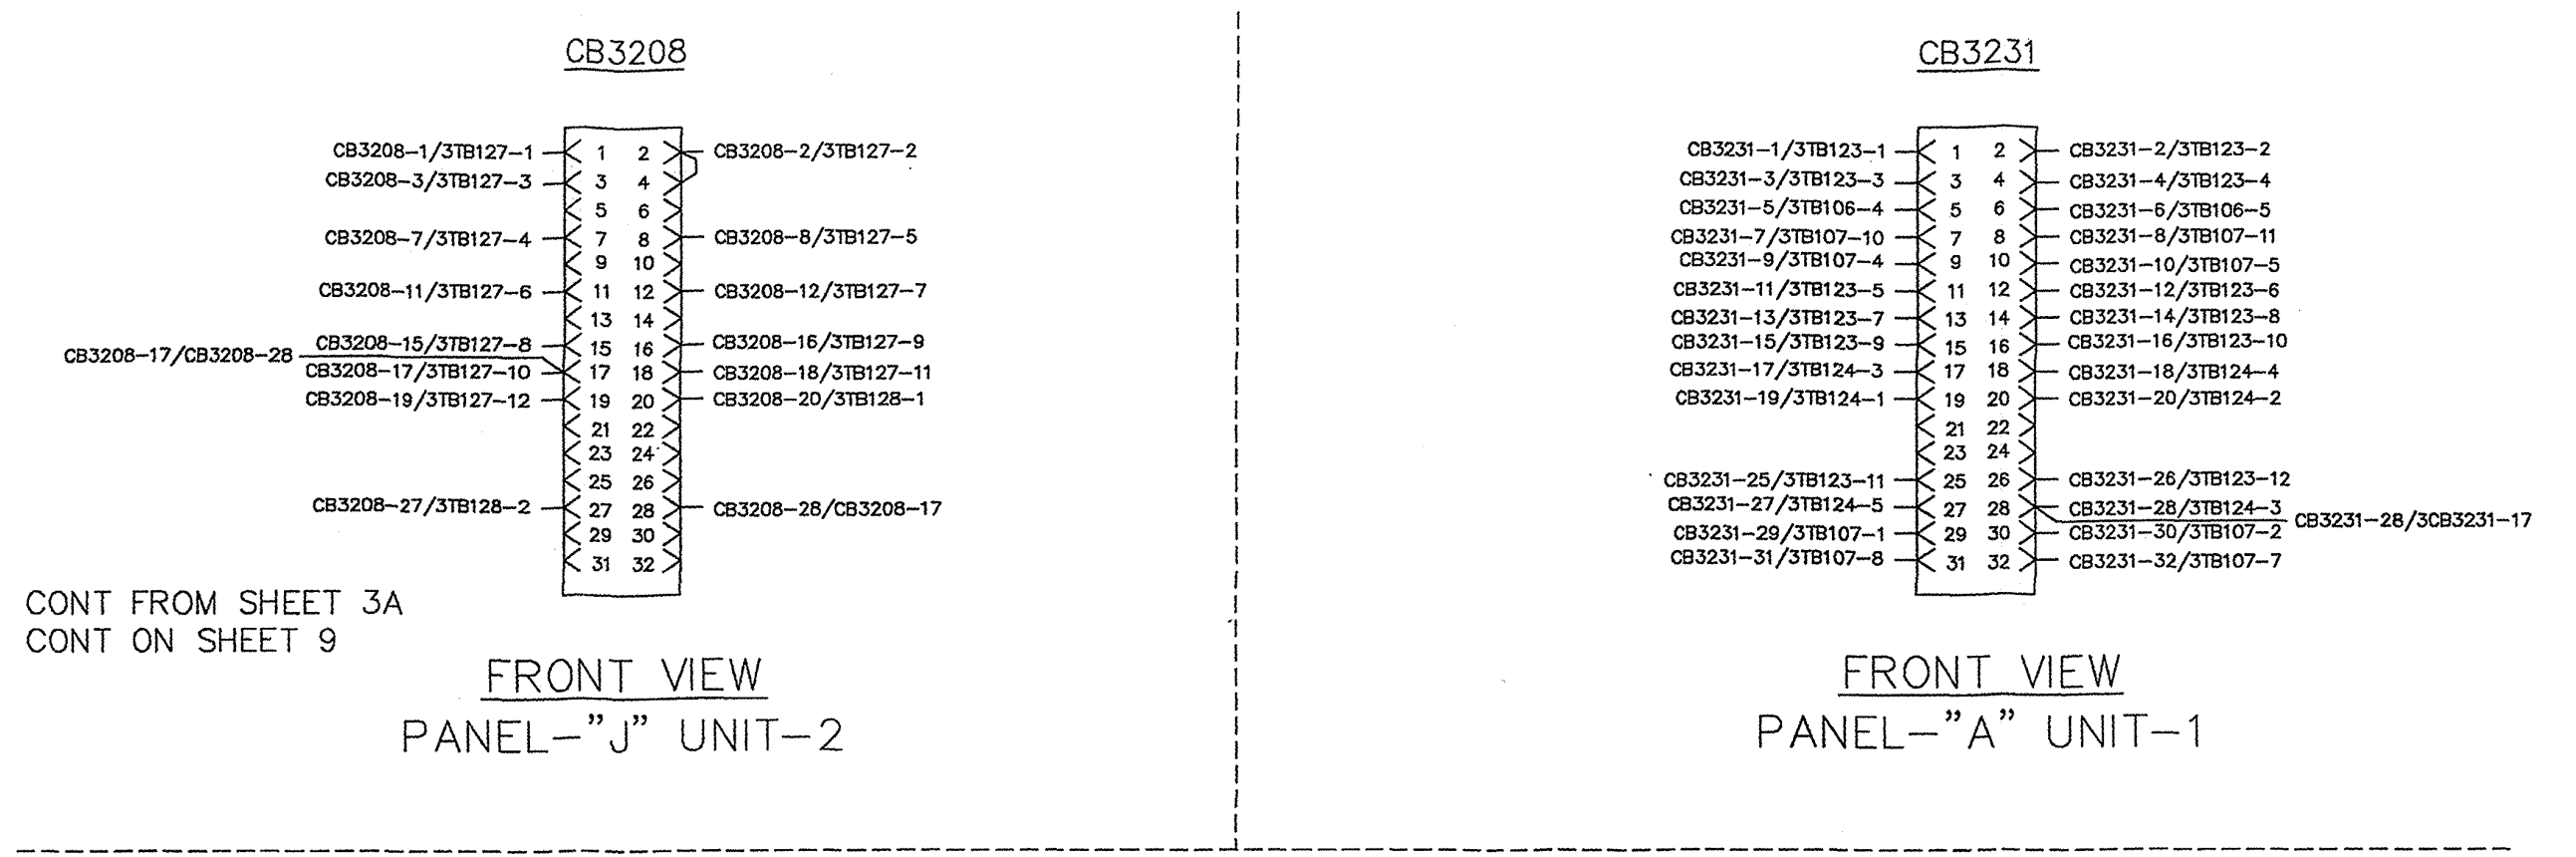 CB3208
CB3208-1/3TB127-1 1 2 CB3208-2/3TB127-2
CB3208-3/3TB127-3 3 4
5 6
CB3208-7/3TB127-4 7 8 CB3208-8/3TB127-5
9 10
CB3208-11/3TB127-6 11 12 CB3208-12/3TB127-7
13 14
CB3208-15/3TB127-8 15 16 CB3208-16/3TB127-9
CB3208-17/CB3208-28
CB3208-17/3TB127-10 17 18 CB3208-18/3TB127-11
CB3208-19/3TB127-12 19 20 CB3208-20/3TB128-1
21 22
23 24
25 26
CB3208-27/3TB128-2 27 28 CB3208-28/CB3208-17
29 30
31 32
CONT FROM SHEET 3A
CONT ON SHEET 9
FRONT VIEW
PANEL-"J" UNIT-2
CB3231
CB3231-1/3TB123-1 1 2 CB3231-2/3TB123-2
CB3231-3/3TB123-3 3 4 CB3231-4/3TB123-4
CB3231-5/3TB106-4 5 6 CB3231-6/3TB106-5
CB3231-7/3TB107-10 7 8 CB3231-8/3TB107-11
CB3231-9/3TB107-4 9 10 CB3231-10/3TB107-5
CB3231-11/3TB123-5 11 12 CB3231-12/3TB123-6
CB3231-13/3TB123-7 13 14 CB3231-14/3TB123-8
CB3231-15/3TB123-9 15 16 CB3231-16/3TB123-10
CB3231-17/3TB124-3 17 18 CB3231-18/3TB124-4
CB3231-19/3TB124-1 19 20 CB3231-20/3TB124-2
21 22
23 24
CB3231-25/3TB123-11 25 26 CB3231-26/3TB123-12
CB3231-27/3TB124-5 27 28 CB3231-28/3TB124-3
CB3231-28/3CB3231-17
CB3231-29/3TB107-1 29 30 CB3231-30/3TB107-2
CB3231-31/3TB107-8 31 32 CB3231-32/3TB107-7
FRONT VIEW
PANEL-"A" UNIT-1